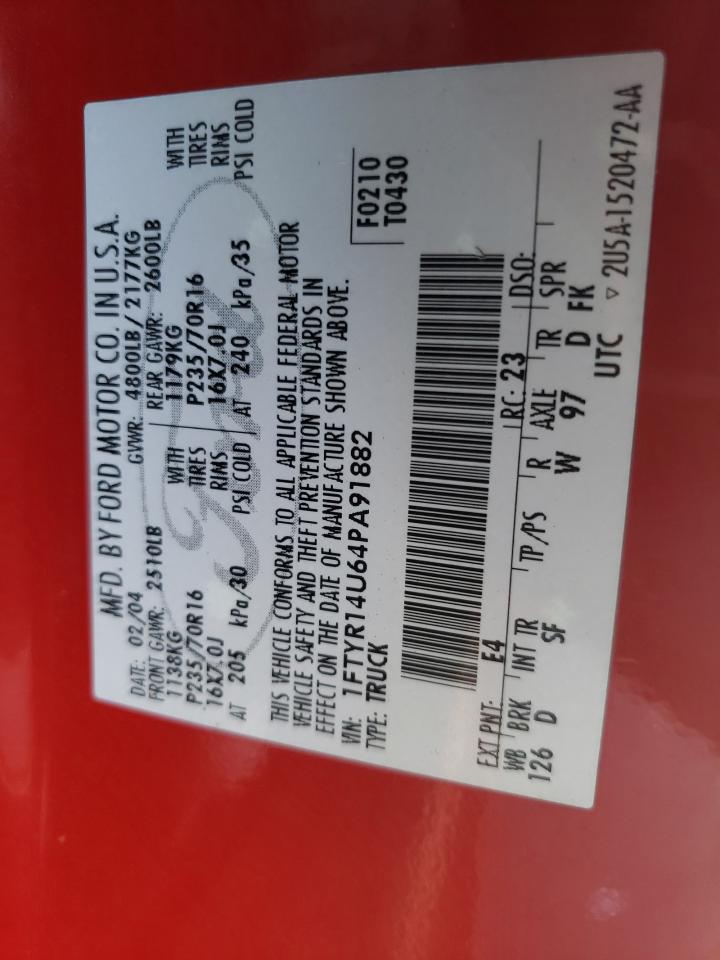 MFD. BY FORD MOTOR CO. IN U.S.A.
DATE: 02/04 GVWR: 4800LB/2177KG
FRONT GAWR: 2510LB REAR GAWR: 2600LB
1138KG WITH 1179KG WITH
P235/70R16 TIRES P235/70R16 TIRES
16X7.0J RIMS 16X7.0J RIMS
AT 205 kPa/30 PSI COLD AT 240 kPa/35 PSI COLD
THIS VEHICLE CONFORMS TO ALL APPLICABLE FEDERAL MOTOR
VEHICLE SAFETY AND THEFT PREVENTION STANDARDS IN
EFFECT ON THE DATE OF MANUFACTURE SHOWN ABOVE.
VIN: 1FTYR14U64PA91882
TYPE: TRUCK
F0210
T0430
EXT PNT: E4 RC: 23 DSO:
WB BRK INT TR TP/PS R AXLE TR SPR
126 D SF W 97 D FK
UTC ▽ 2U5A-1520472-AA
Ford